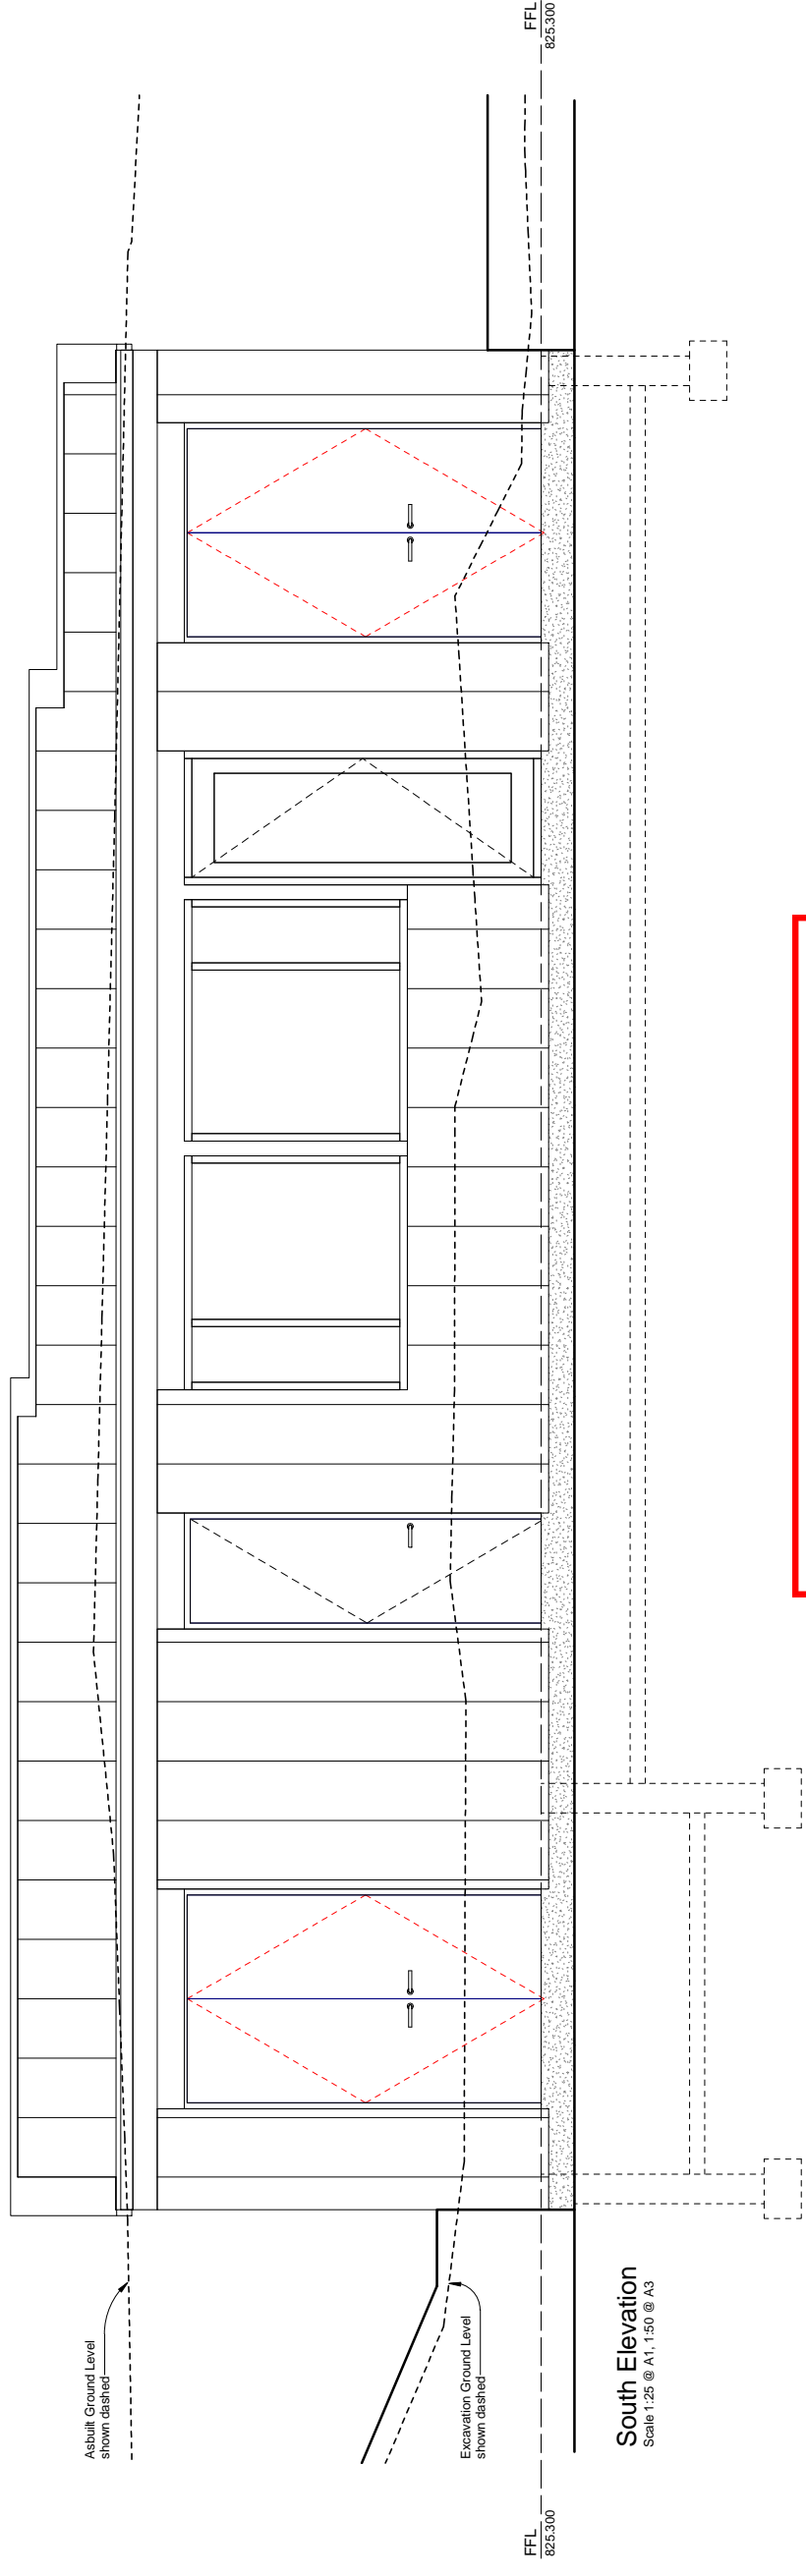 Asbuilt Ground Level
shown dashed
Excavation Ground Level
shown dashed
FFL
825.300
FFL
825.300
South Elevation
Scale 1:25 @ A1, 1:50 @ A3